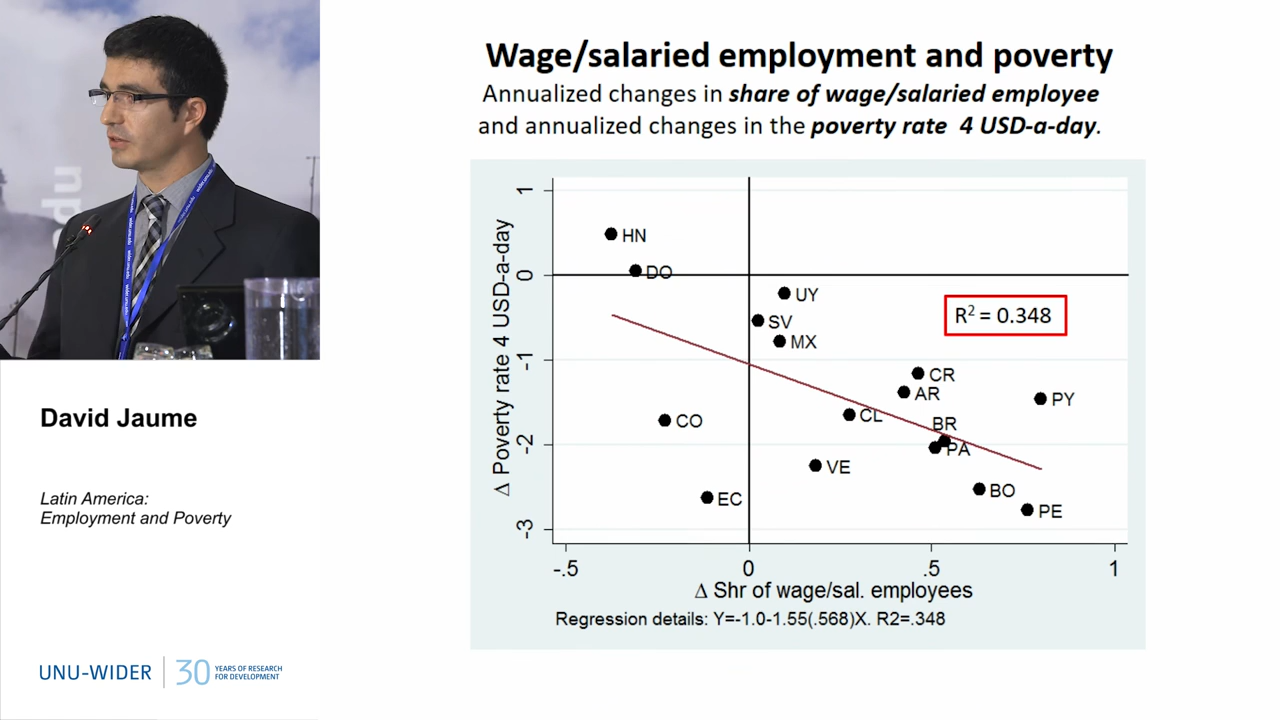 Wage/salaried employment and poverty
Annualized changes in share of wage/salaried employee
and annualized changes in the poverty rate 4 USD-a-day.
1
0
-1
-2
-3
Δ Poverty rate 4 USD-a-day
HN
DO
UY
SV
MX
R² = 0.348
CR
AR
PY
CL
CO
BR
PA
VE
BO
EC
PE
-.5
0
.5
1
Δ Shr of wage/sal. employees
Regression details: Y=-1.0-1.55(.568)X. R2=.348
du
David Jaume
Latin America:
Employment and Poverty
UNU-WIDER
30 YEARS OF RESEARCH
FOR DEVELOPMENT